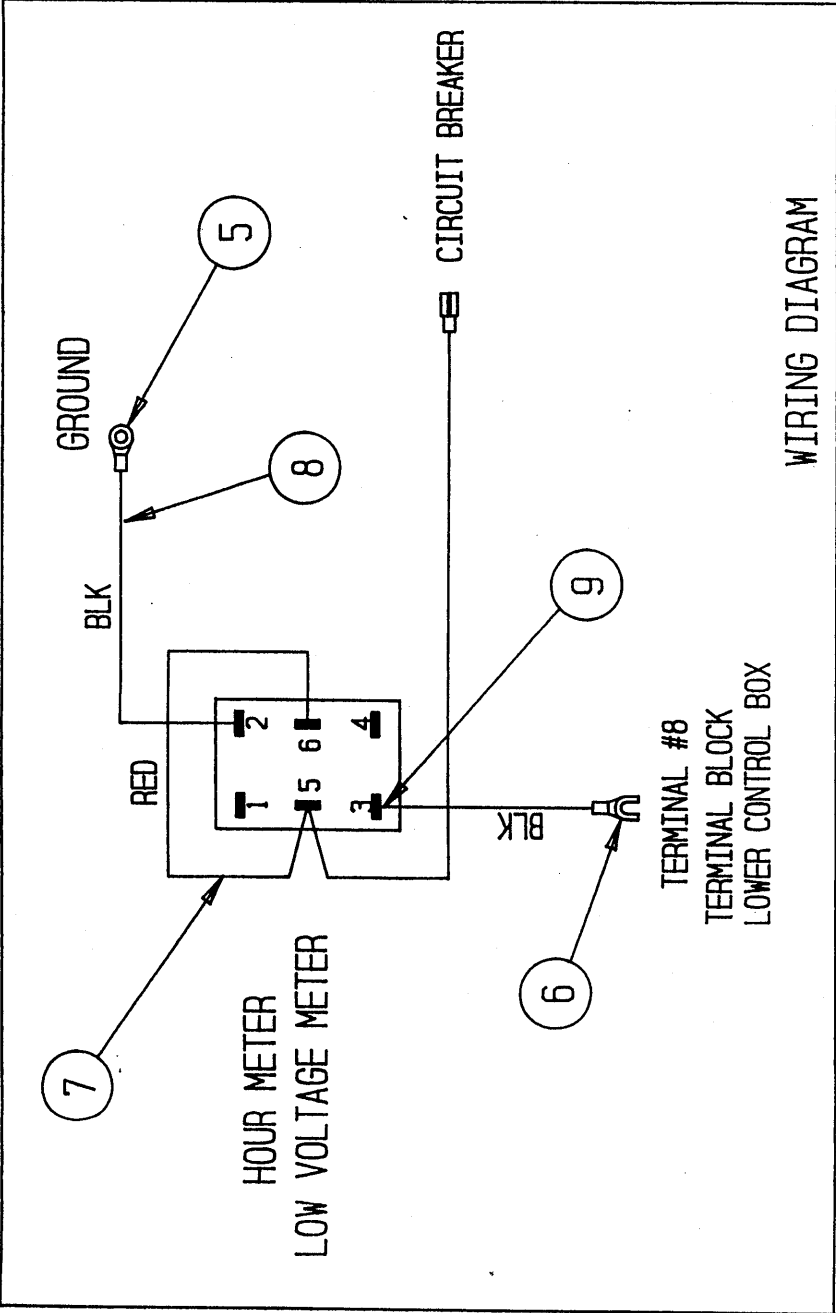 GROUND
5
BLK
8
RED
1
2
5
6
3
4
7
HOUR METER
LOW VOLTAGE METER
CIRCUIT BREAKER
9
BLK
6
TERMINAL #8
TERMINAL BLOCK
LOWER CONTROL BOX
WIRING DIAGRAM